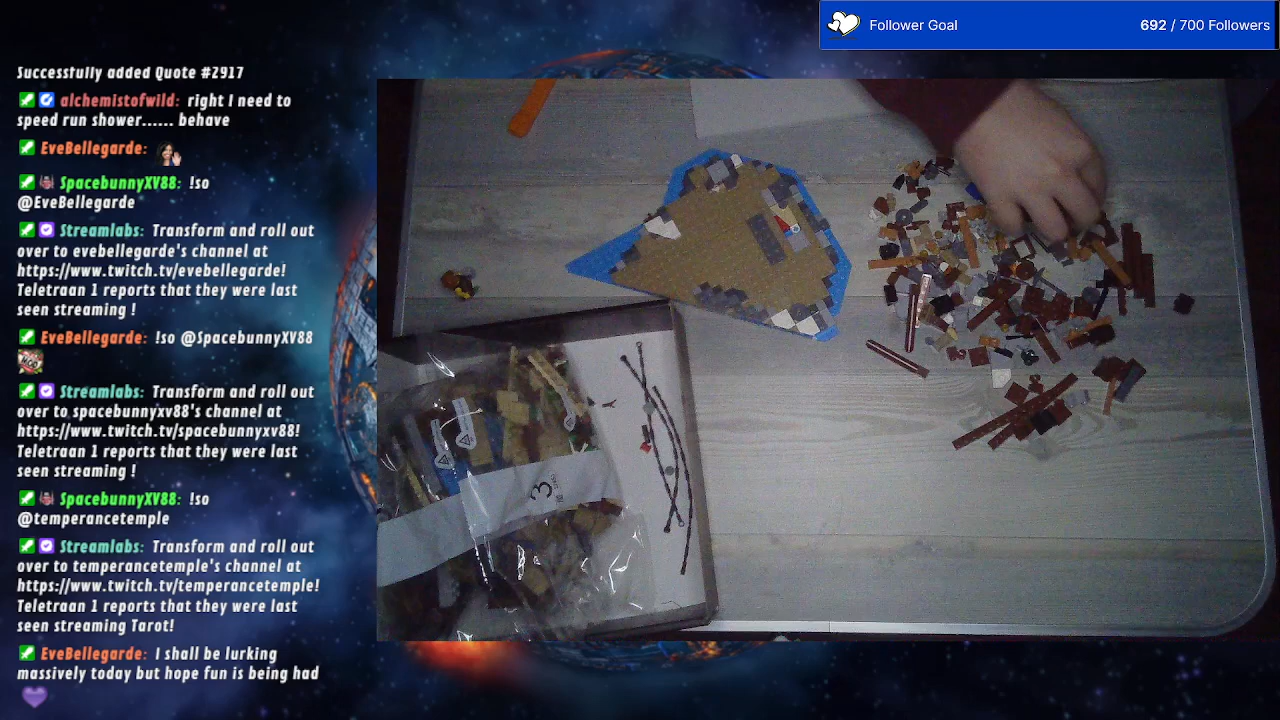 Follower Goal 692 / 700 Followers
Successfully added Quote #2917
alchemistofwild: right I need to
speed run shower...... behave
EveBellegarde:
SpacebunnyXV88: !so
@EveBellegarde
Streamlabs: Transform and roll out
over to evebellegarde's channel at
https://www.twitch.tv/evebellegarde!
Teletraan 1 reports that they were last
seen streaming !
EveBellegarde: !so @SpacebunnyXV88
Streamlabs: Transform and roll out
over to spacebunnyxv88's channel at
https://www.twitch.tv/spacebunnyxv88!
Teletraan 1 reports that they were last
seen streaming !
SpacebunnyXV88: !so
@temperancetemple
Streamlabs: Transform and roll out
over to temperancetemple's channel at
https://www.twitch.tv/temperancetemple!
Teletraan 1 reports that they were last
seen streaming Tarot!
EveBellegarde: I shall be lurking
massively today but hope fun is being had
3